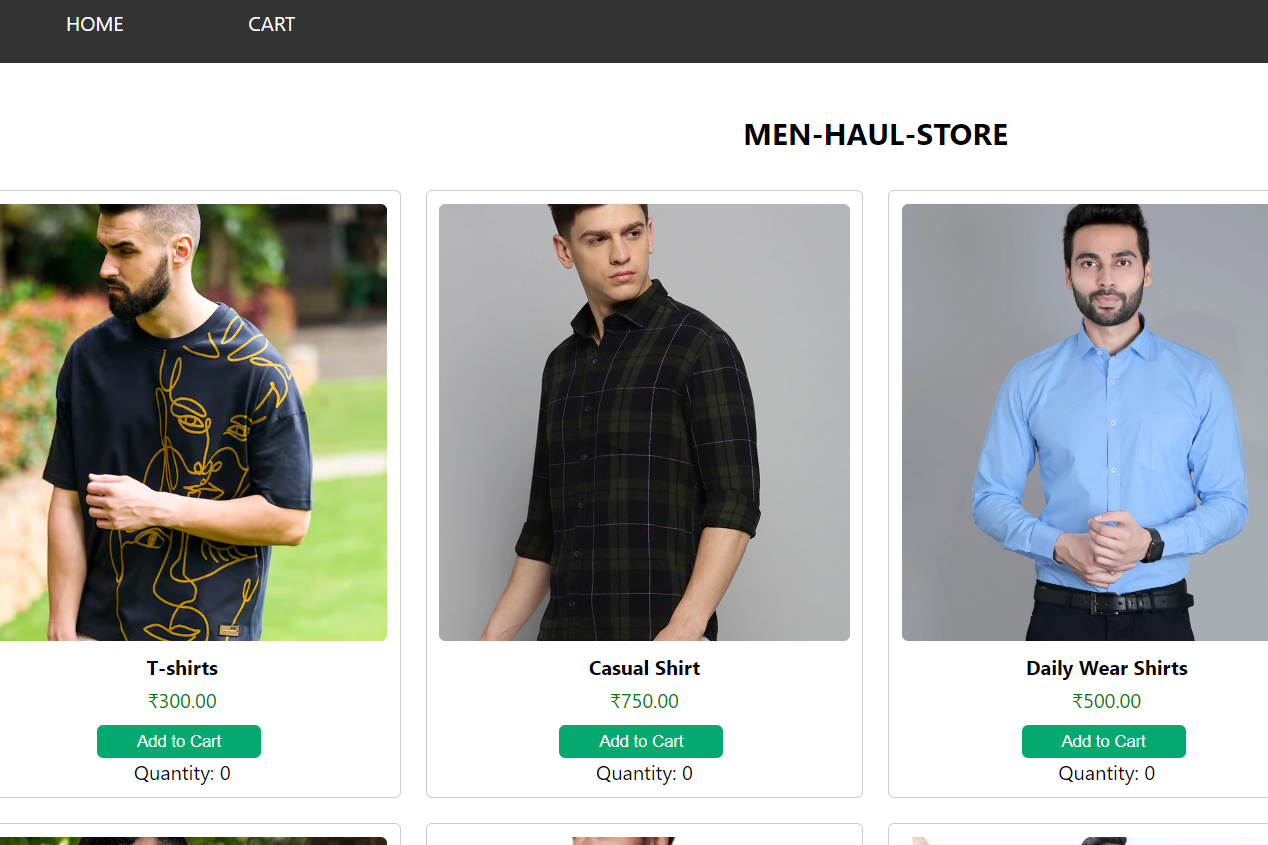 HOME CART
MEN-HAUL-STORE
T-shirts
₹300.00
Add to Cart
Quantity: 0
Casual Shirt
₹750.00
Add to Cart
Quantity: 0
Daily Wear Shirts
₹500.00
Add to Cart
Quantity: 0